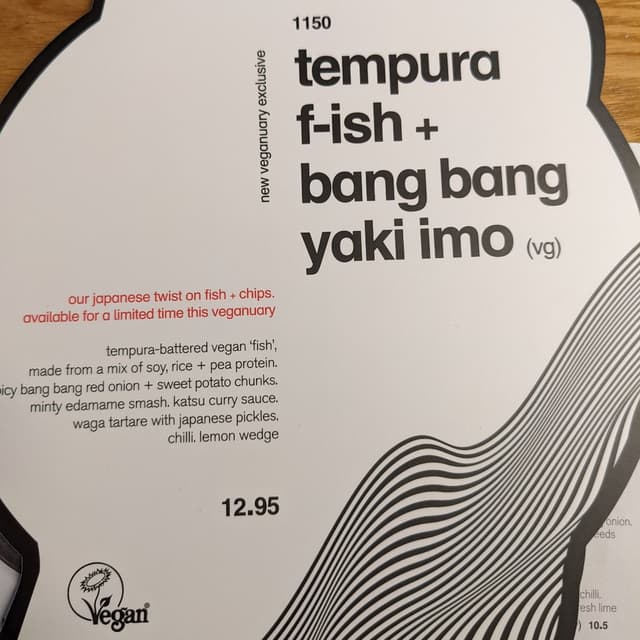 1150
tempura
f-ish +
bang bang
yaki imo (vg)
new veganuary exclusive
our japanese twist on fish + chips.
available for a limited time this veganuary
tempura-battered vegan ‘fish’,
made from a mix of soy, rice + pea protein.
bang bang red onion + sweet potato chunks.
minty edamame smash. katsu curry sauce.
waga tartare with japanese pickles.
chilli. lemon wedge
12.95
Vegan®
onion.
chilli.
lime
) 10.5